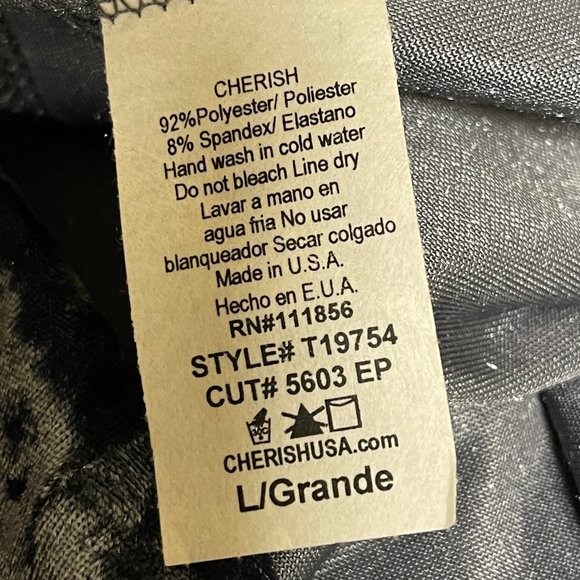 CHERISH
92%Polyester/ Poliester
8% Spandex/ Elastano
Hand wash in cold water
Do not bleach Line dry
Lavar a mano en
agua fria No usar
blanqueador Secar colgado
Made in U.S.A.
Hecho en E.U.A.
RN#111856
STYLE# T19754
CUT# 5603 EP
CHERISHUSA.com
L/Grande